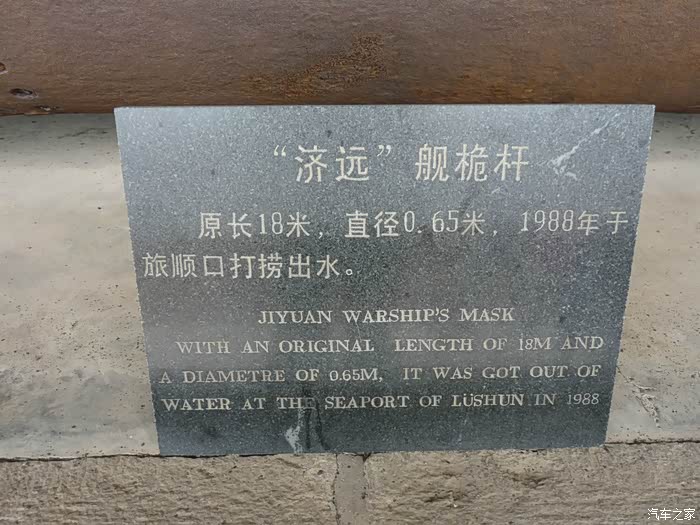 “济远”舰桅杆
原长18米，直径0.65米，1988年于
旅顺口打捞出水。
JIYUAN WARSHIP'S MASK
WITH AN ORIGINAL LENGTH OF 18M AND
A DIAMETRE OF 0.65M, IT WAS GOT OUT OF
WATER AT THE SEAPORT OF LÜSHUN IN 1988
汽车之家